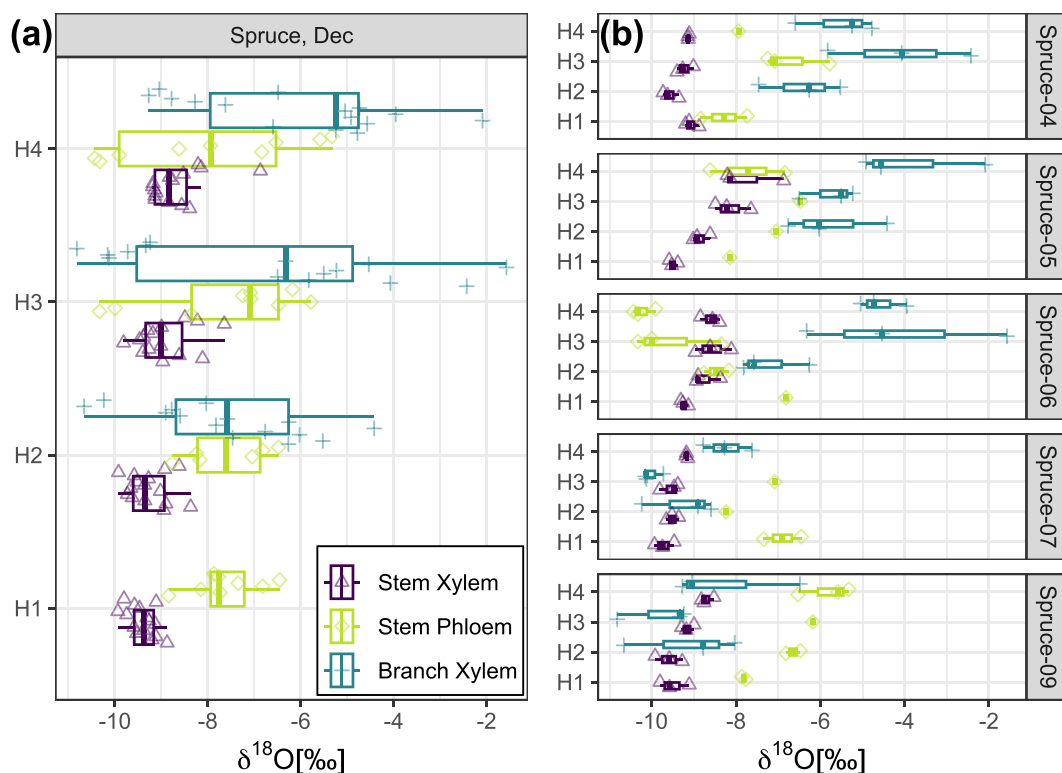 (a)
Spruce, Dec
H4
H3
H2
H1
Stem Xylem
Stem Phloem
Branch Xylem
-10 -8 -6 -4 -2
δ¹⁸O[‰]
(b)
H4
H3
H2
H1
Spruce-04
H4
H3
H2
H1
Spruce-05
H4
H3
H2
H1
Spruce-06
H4
H3
H2
H1
Spruce-07
H4
H3
H2
H1
Spruce-09
-10 -8 -6 -4 -2
δ¹⁸O[‰]